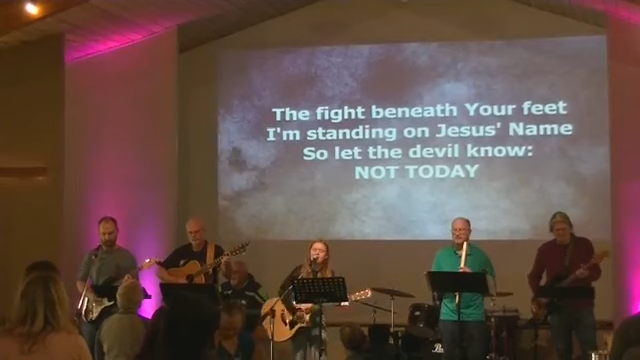 The fight beneath Your feet
I'm standing on Jesus' Name
So let the devil know:
NOT TODAY